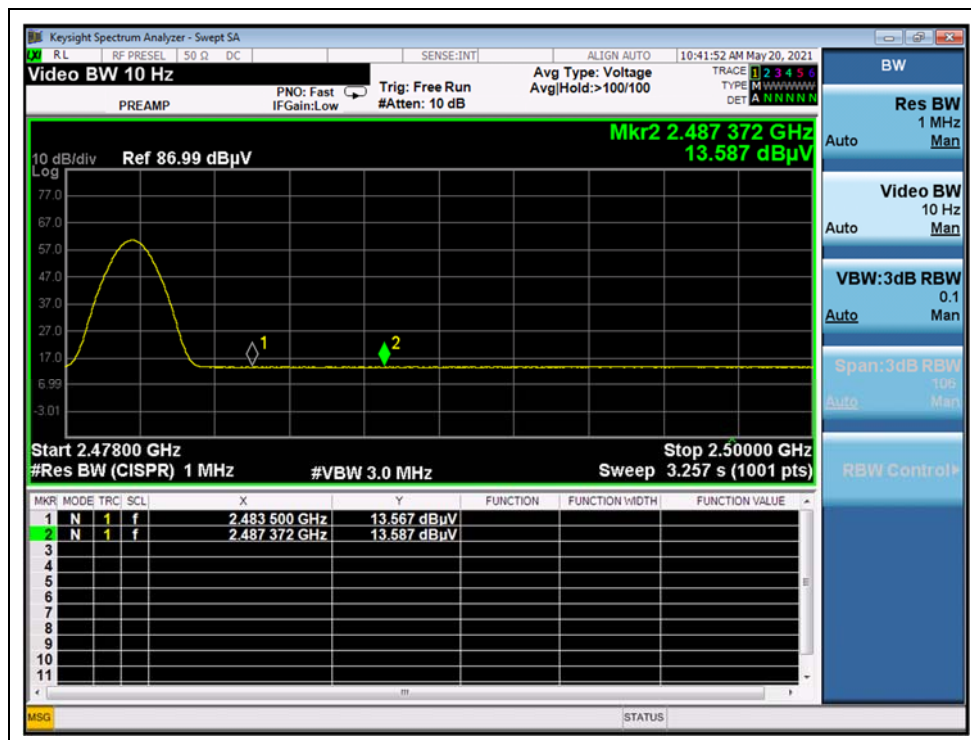 Keysight Spectrum Analyzer - Swept SA
RL RF PRESEL 50 Ω DC SENSE:INT ALIGN AUTO 10:41:52 AM May 20, 2021
Video BW 10 Hz
PREAMP
PNO: Fast
IFGain:Low
Trig: Free Run
#Atten: 10 dB
Avg Type: Voltage
Avg|Hold:>100/100
TRACE 1 2 3 4 5 6
TYPE M WWWWW
DET A N N N N N
Mkr2 2.487 372 GHz
13.587 dBµV
10 dB/div Ref 86.99 dBµV
Log
77.0
67.0
57.0
47.0
37.0
27.0
17.0
6.99
-3.01
1
2
Start 2.47800 GHz Stop 2.50000 GHz
#Res BW (CISPR) 1 MHz #VBW 3.0 MHz Sweep 3.257 s (1001 pts)
MKR MODE TRC SCL X Y FUNCTION FUNCTION WIDTH FUNCTION VALUE
1 N 1 f 2.483 500 GHz 13.567 dBµV
2 N 1 f 2.487 372 GHz 13.587 dBµV
3
4
5
6
7
8
9
10
11
MSG STATUS
BW
Res BW
1 MHz
Auto Man
Video BW
10 Hz
Auto Man
VBW:3dB RBW
0.1
Auto Man
Span:3dB RBW
106
Auto Man
RBW Control